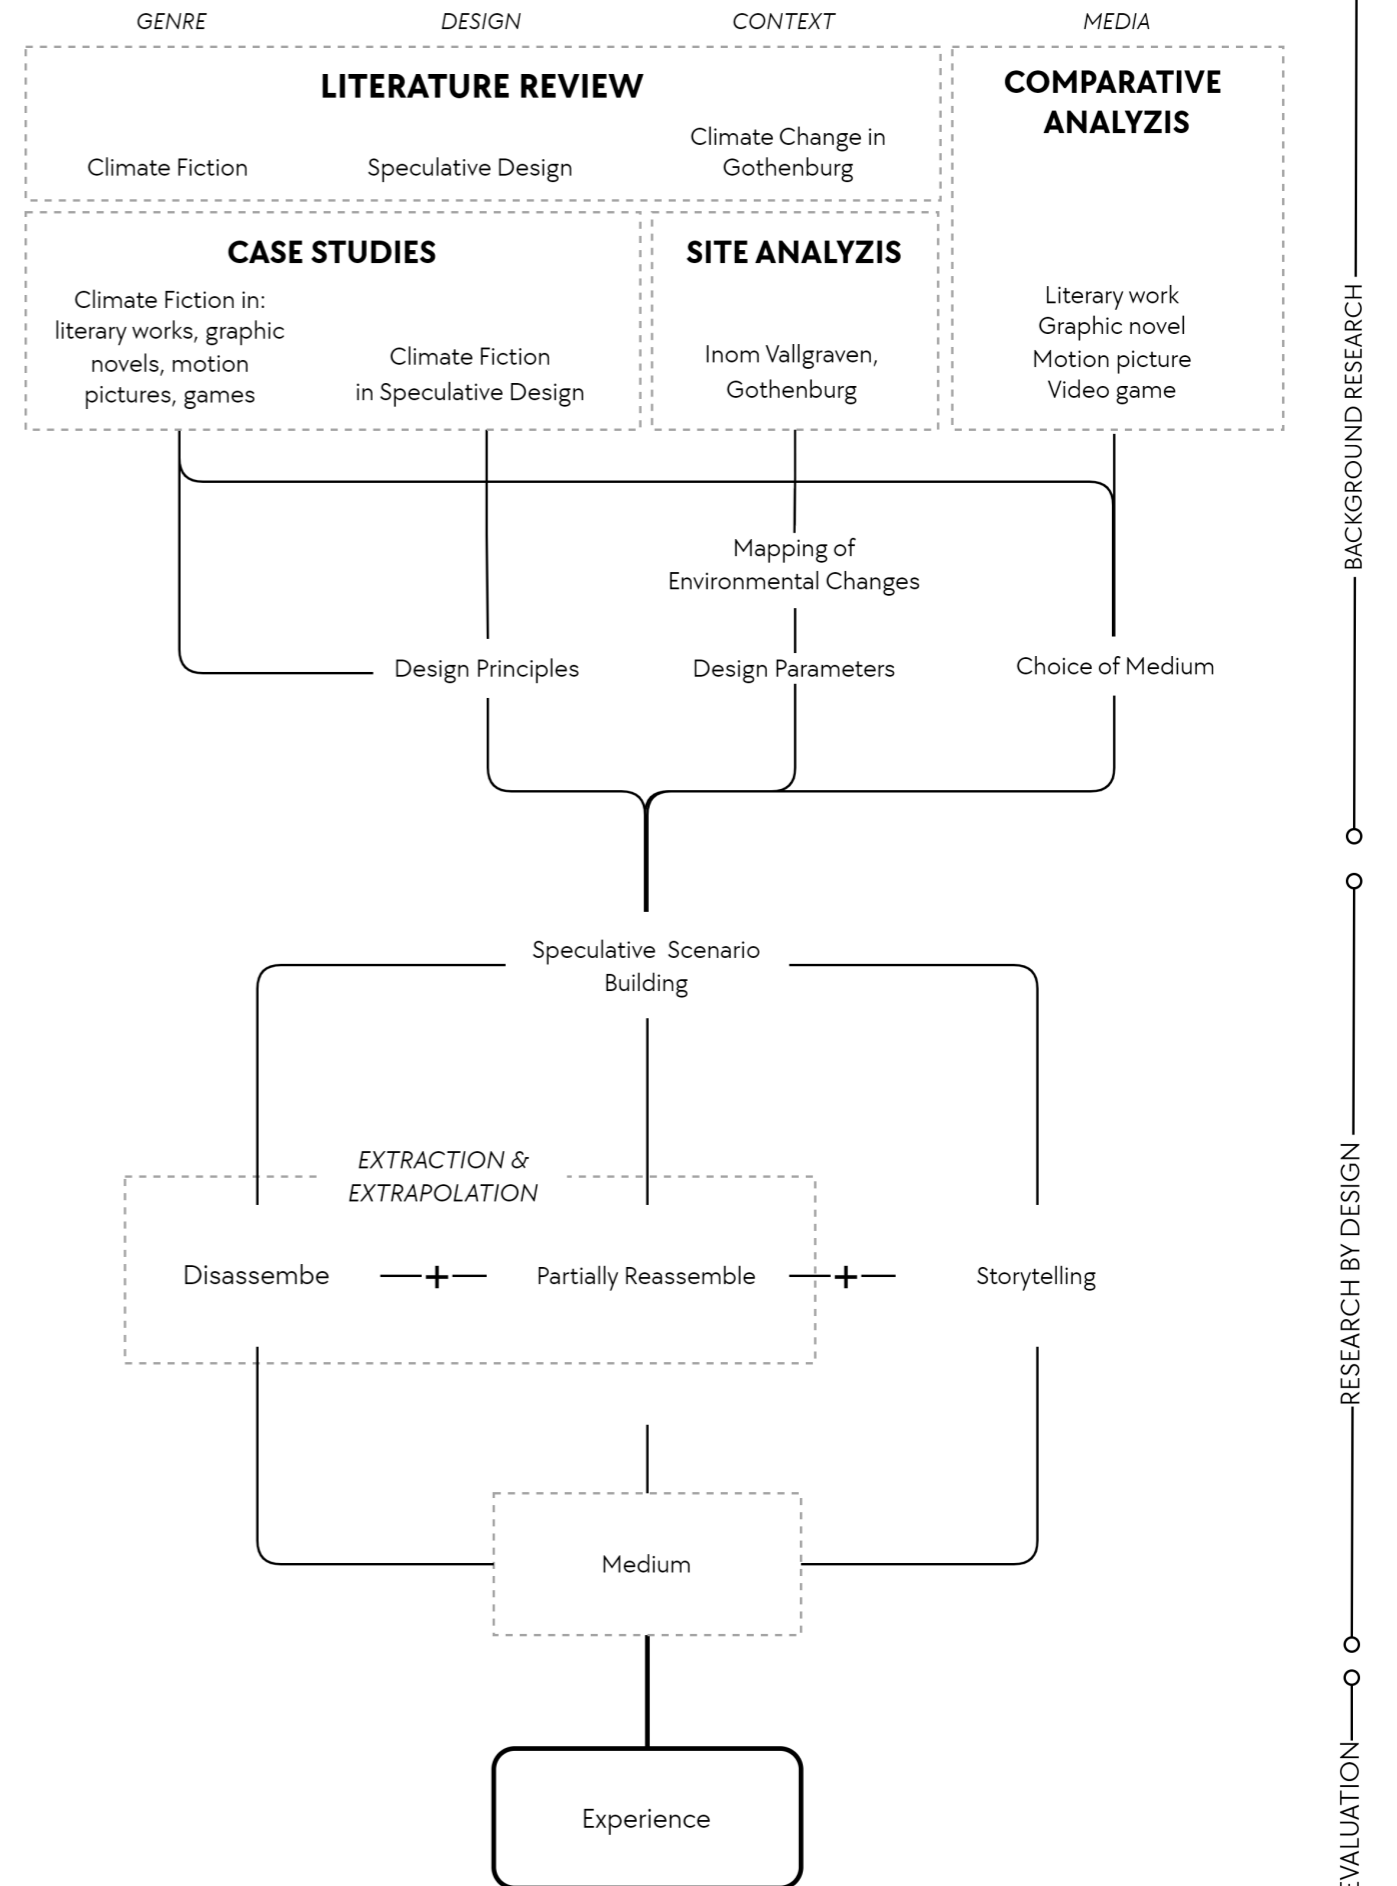 GENRE
DESIGN
CONTEXT
MEDIA
LITERATURE REVIEW
Climate Fiction
Speculative Design
Climate Change in
Gothenburg
COMPARATIVE
ANALYZIS
Literary work
Graphic novel
Motion picture
Video game
CASE STUDIES
Climate Fiction in:
literary works, graphic
novels, motion
pictures, games
Climate Fiction
in Speculative Design
SITE ANALYZIS
Inom Vallgraven,
Gothenburg
Mapping of
Environmental Changes
Design Principles
Design Parameters
Choice of Medium
BACKGROUND RESEARCH
Speculative Scenario
Building
EXTRACTION &
EXTRAPOLATION
Disassembe
+
Partially Reassemble
+
Storytelling
RESEARCH BY DESIGN
Medium
Experience
EVALUATION